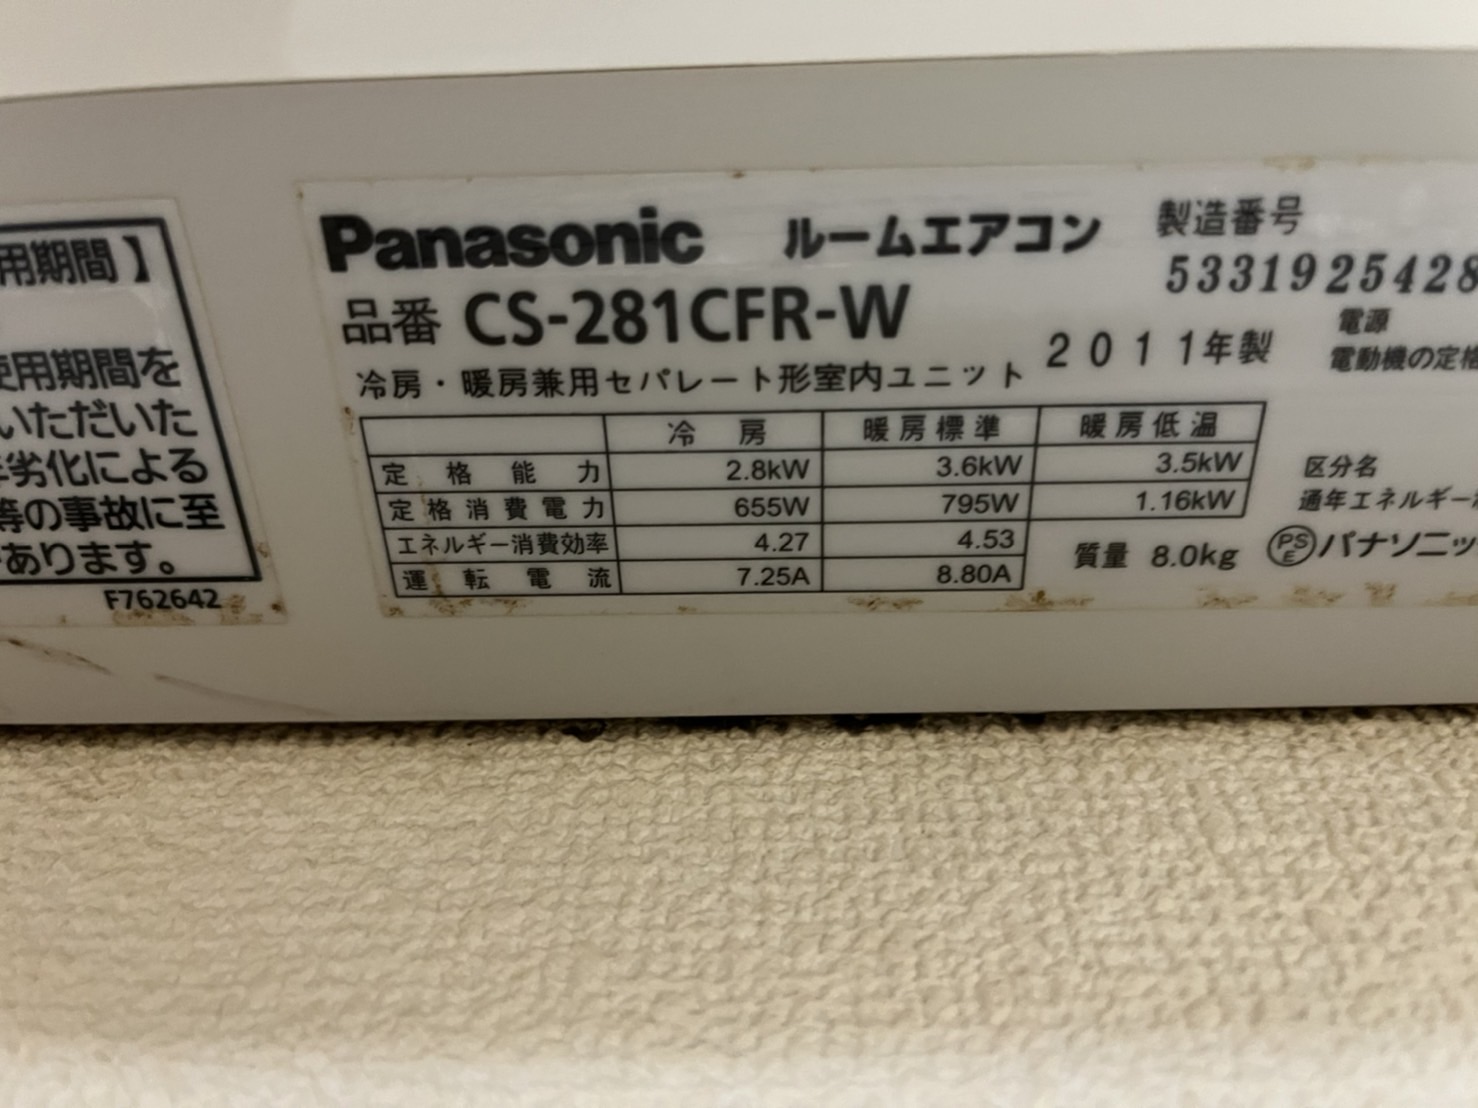 用期間】
使用期間を
いただいた
年劣化による
等の事故に至
があります。
F762642
Panasonic ルームエアコン
品番 CS-281CFR-W
冷房・暖房兼用セパレート形室内ユニット
2011年製
製造番号
5331925428
電源
電動機の定格
冷房 暖房標準 暖房低温
定格能力 2.8kW 3.6kW 3.5kW
定格消費電力 655W 795W 1.16kW
エネルギー消費効率 4.27 4.53
運転電流 7.25A 8.80A
区分名
通年エネルギー
質量 8.0kg
PSE パナソニッ